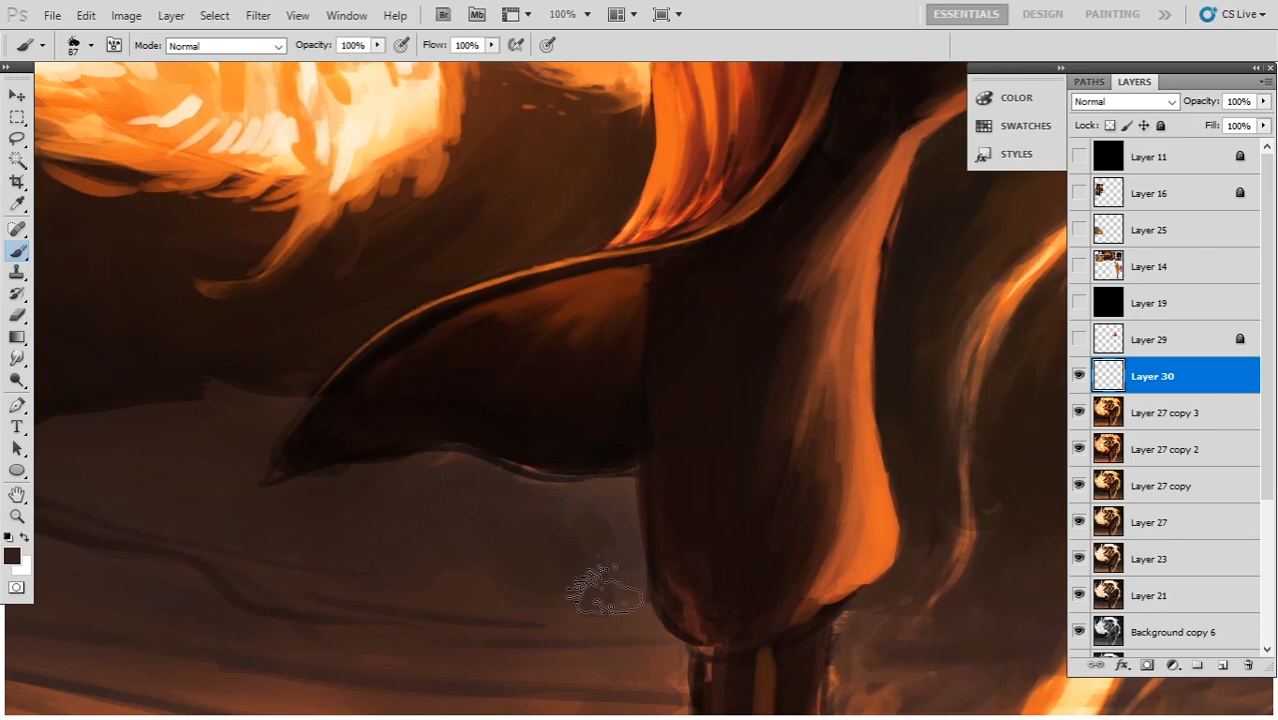 Ps File Edit Image Layer Select Filter View Window Help Br Mb 100% ESSENTIALS DESIGN PAINTING CS Live
87 Mode: Normal Opacity: 100% Flow: 100%
PATHS LAYERS
Normal Opacity: 100%
Lock: Fill: 100%
COLOR
SWATCHES
STYLES
Layer 11
Layer 16
Layer 25
Layer 14
Layer 19
Layer 29
Layer 30
Layer 27 copy 3
Layer 27 copy 2
Layer 27 copy
Layer 27
Layer 23
Layer 21
Background copy 6